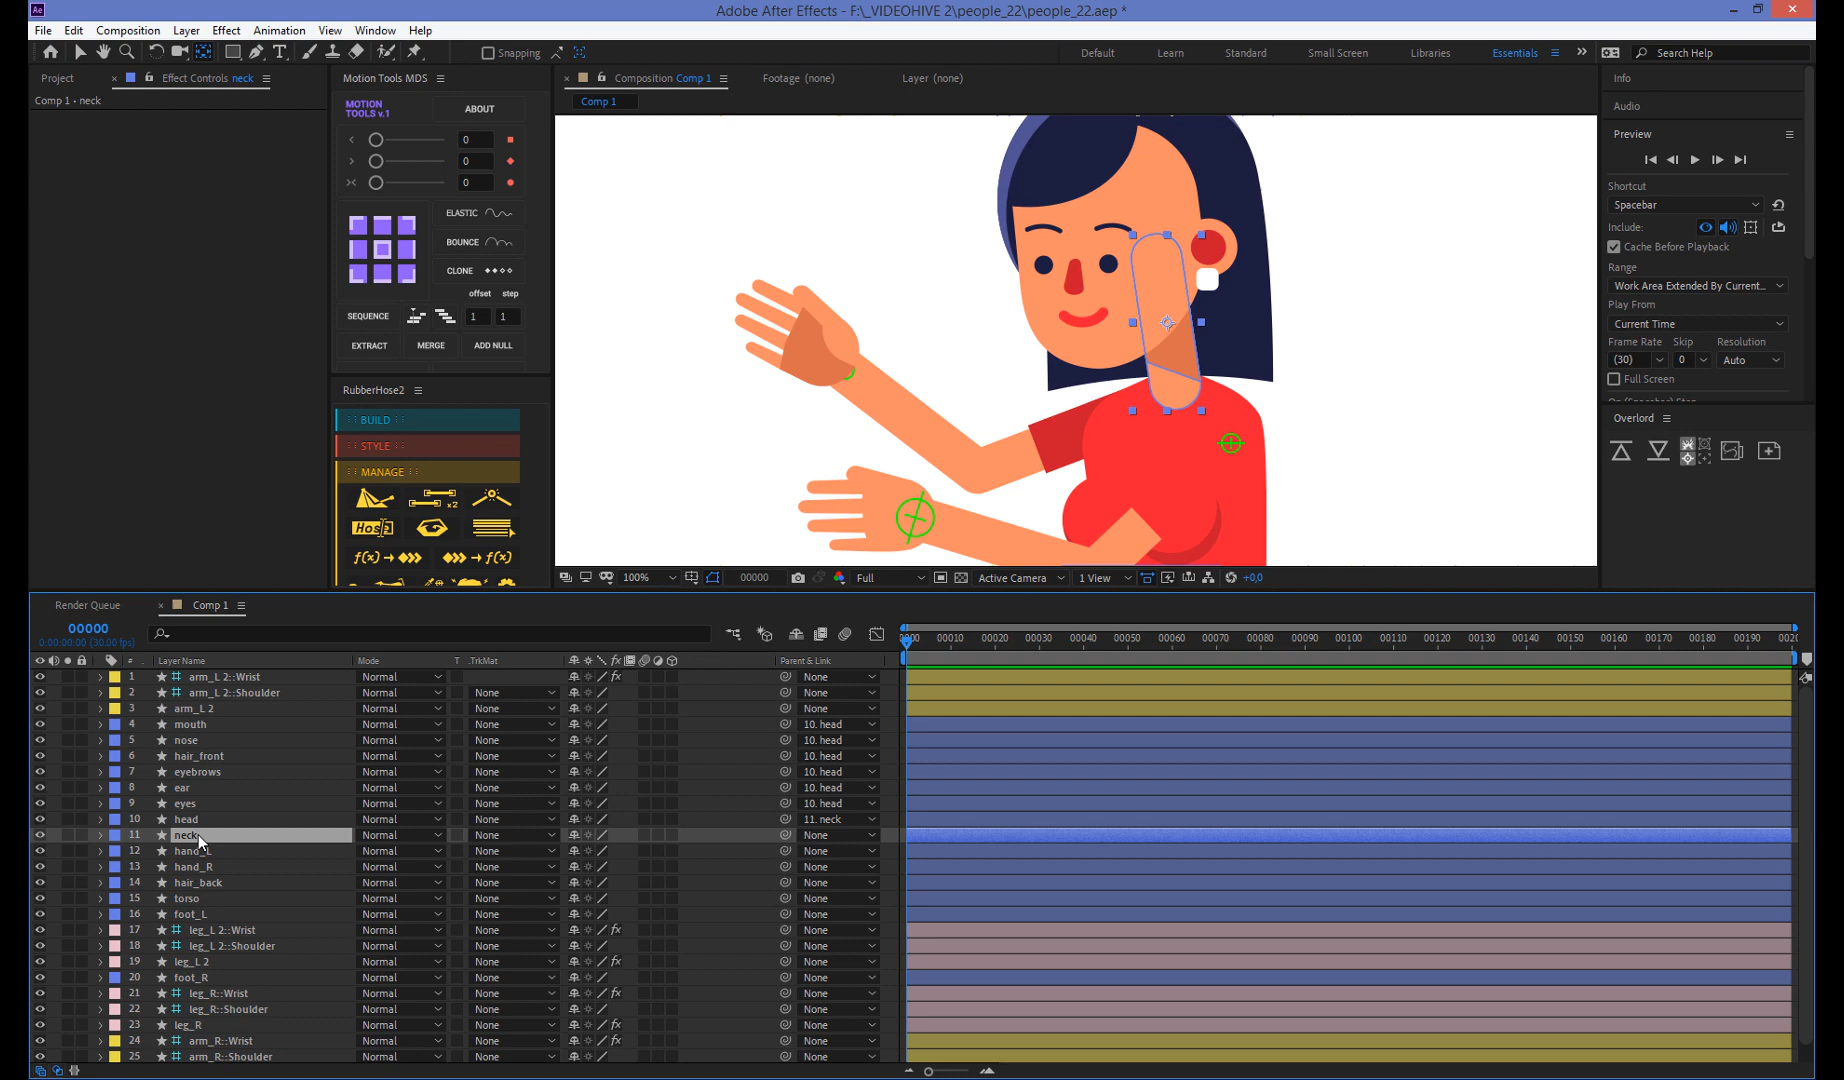 Adobe After Effects - F:\_VIDEOHIVE 2\people_22\people_22.aep *
File Edit Composition Layer Effect Animation View Window Help
Snapping Default Learn Standard Small Screen Libraries Essentials Search Help
Project Effect Controls neck Motion Tools MDS Composition Comp 1 Footage (none) Layer (none) Info
Comp 1 • neck
Comp 1
MOTION TOOLS v.1 ABOUT
0
0
0
ELASTIC
BOUNCE
CLONE
offset step
SEQUENCE 1 1
EXTRACT MERGE ADD NULL
RubberHose2
:: BUILD ::
:: STYLE ::
:: MANAGE ::
Hose
x2
f(x)
f(x)
Audio
Preview
Shortcut
Spacebar
Include:
Cache Before Playback
Range
Work Area Extended By Current...
Play From
Current Time
Frame Rate Skip Resolution
(30) 0 Auto
Full Screen
Overlord
100% 00000 Full Active Camera 1 View +0,0
Render Queue Comp 1
00000
0:00:00:00 (30.00 fps)
00010 00020 00030 00040 00050 00060 00070 00080 00090 00100 00110 00120 00130 00140 00150 00160 00170 00180 00190
# Layer Name Mode T .TrkMat fx Parent & Link
1 arm_L 2::Wrist Normal fx None
2 arm_L 2::Shoulder Normal None None
3 arm_L 2 Normal None None
4 mouth Normal None 10. head
5 nose Normal None 10. head
6 hair_front Normal None 10. head
7 eyebrows Normal None 10. head
8 ear Normal None 10. head
9 eyes Normal None 10. head
10 head Normal None 11. neck
11 neck Normal None None
12 hand_L Normal None None
13 hand_R Normal None None
14 hair_back Normal None None
15 torso Normal None None
16 foot_L Normal None None
17 leg_L 2::Wrist Normal None fx None
18 leg_L 2::Shoulder Normal None None
19 leg_L 2 Normal None fx None
20 foot_R Normal None None
21 leg_R::Wrist Normal None fx None
22 leg_R::Shoulder Normal None None
23 leg_R Normal None fx None
24 arm_R::Wrist Normal None fx None
25 arm_R::Shoulder Normal None None